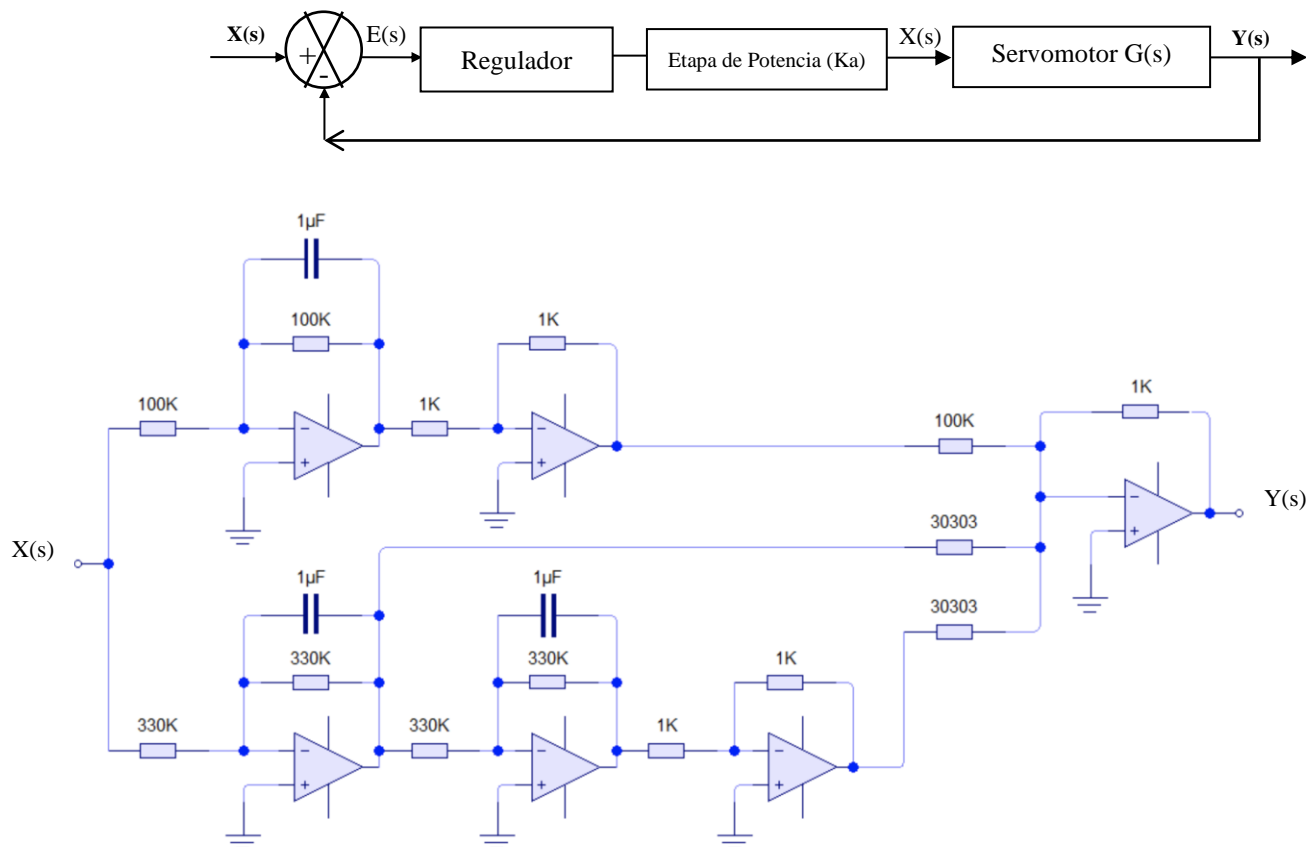 X(s) E(s) Regulador Etapa de Potencia (Ka) X(s) Servomotor G(s) Y(s)
+
-
1µF
100K 1K
100K 1K 1K
100K
− + − +
− +
30303
X(s) Y(s)
1µF 1µF
30303
330K 330K 1K
330K 330K 1K
− + − + − +